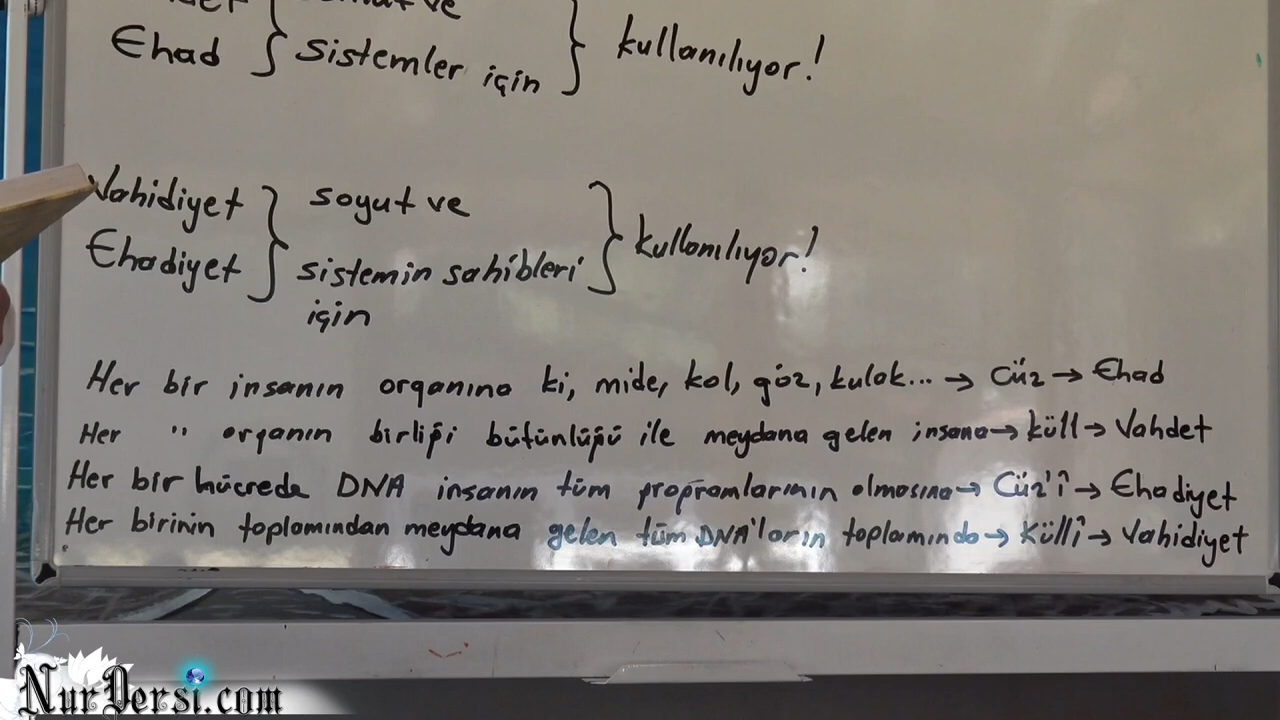 ve
Ehad sistemler için kullanılıyor!
Vahidiyet soyut ve
Ehadiyet sistemin sahibleri kullanılıyor!
için
Her bir insanın organına ki, mide, kol, göz, kulak... → Cüz → Ehad
Her " organın birliği bütünlüğü ile meydana gelen insana → küll → Vahdet
Her bir hücrede DNA insanın tüm programlarının olmasına → Cüz'î → Ehadiyet
Her birinin toplamından meydana gelen tüm DNA'ların toplamında → Küllî → Vahidiyet
NurDersi.com